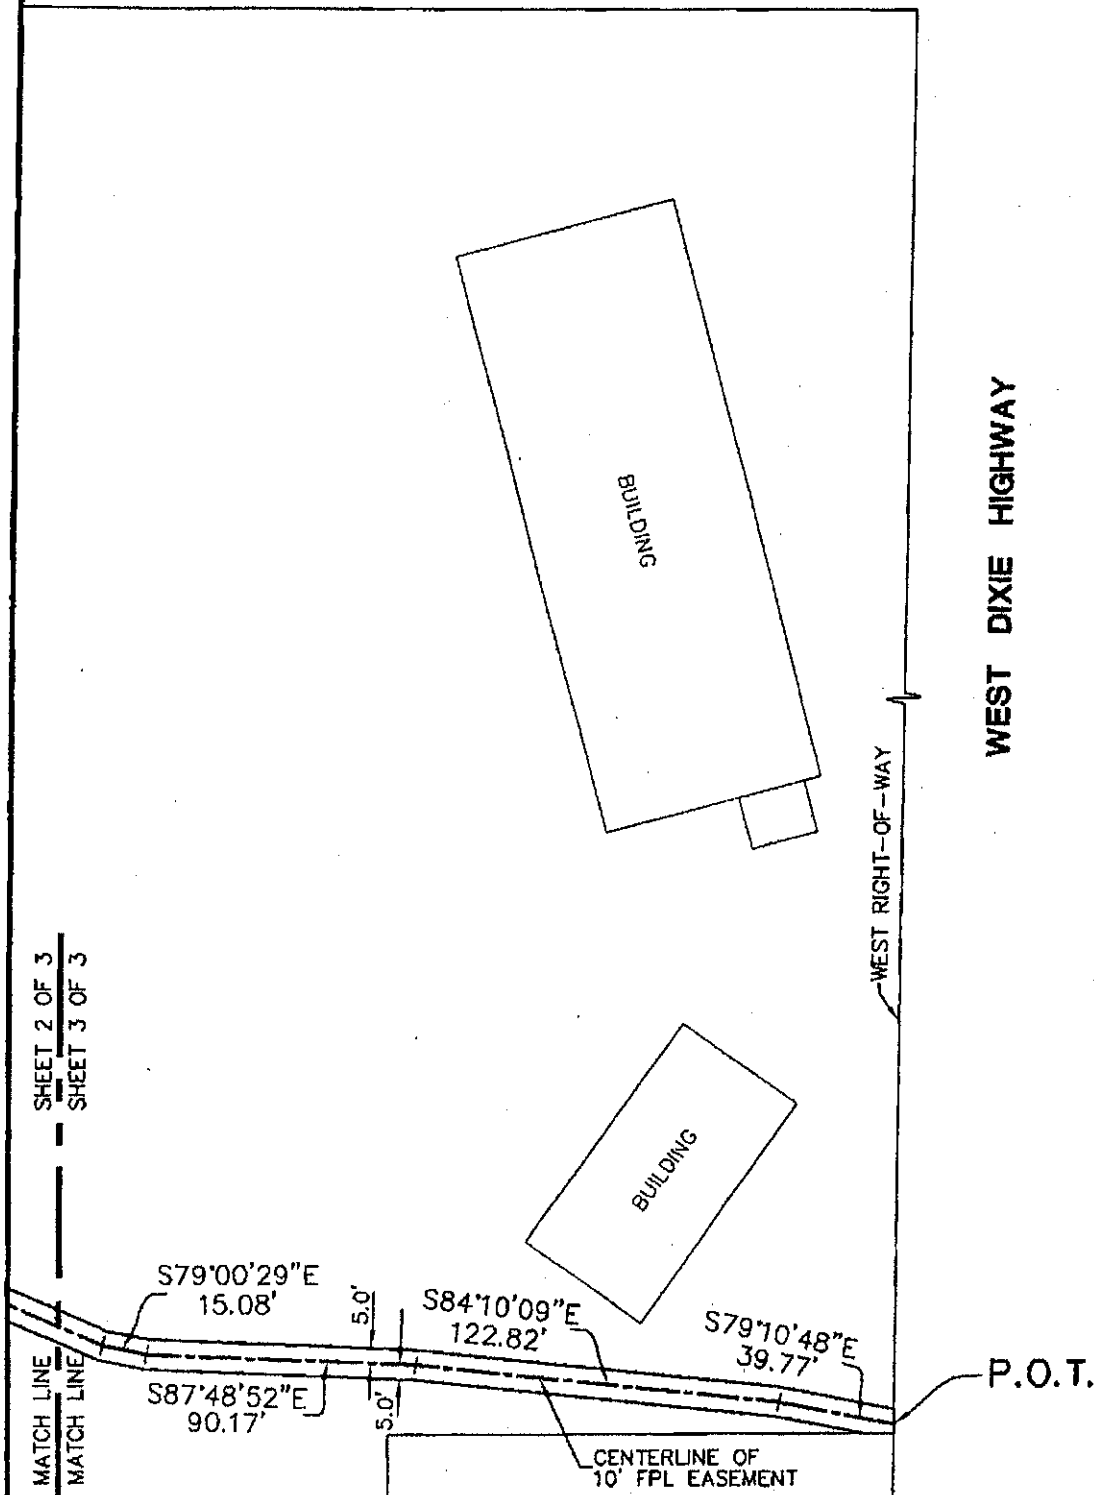 BUILDING
WEST DIXIE HIGHWAY
WEST RIGHT-OF-WAY
SHEET 2 OF 3
SHEET 3 OF 3
BUILDING
S79°00'29"E
15.08'
5.0'
S84°10'09"E
122.82'
S79°10'48"E
39.77'
P.O.T.
MATCH LINE
MATCH LINE
S87°48'52"E
90.17'
5.0'
CENTERLINE OF
10' FPL EASEMENT